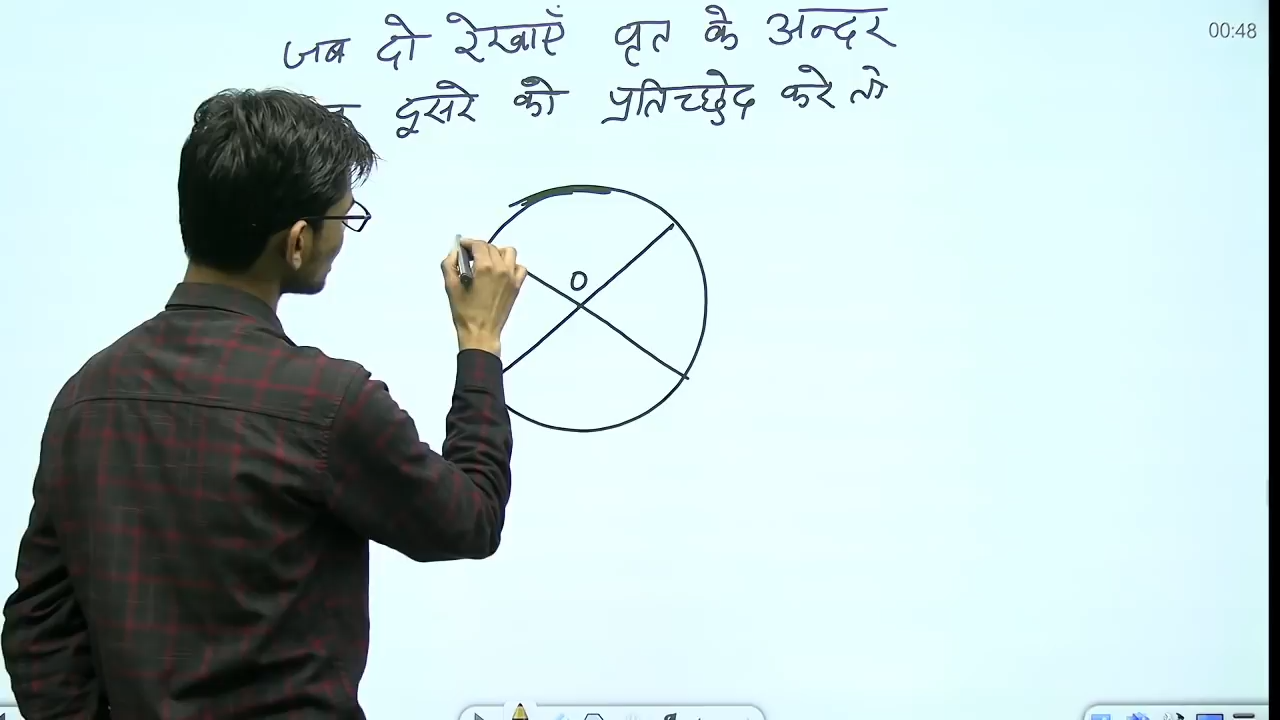 जब दो रेखाएँ वृत के अन्दर
दूसरे को प्रतिच्छेद करे तो
O
00:48